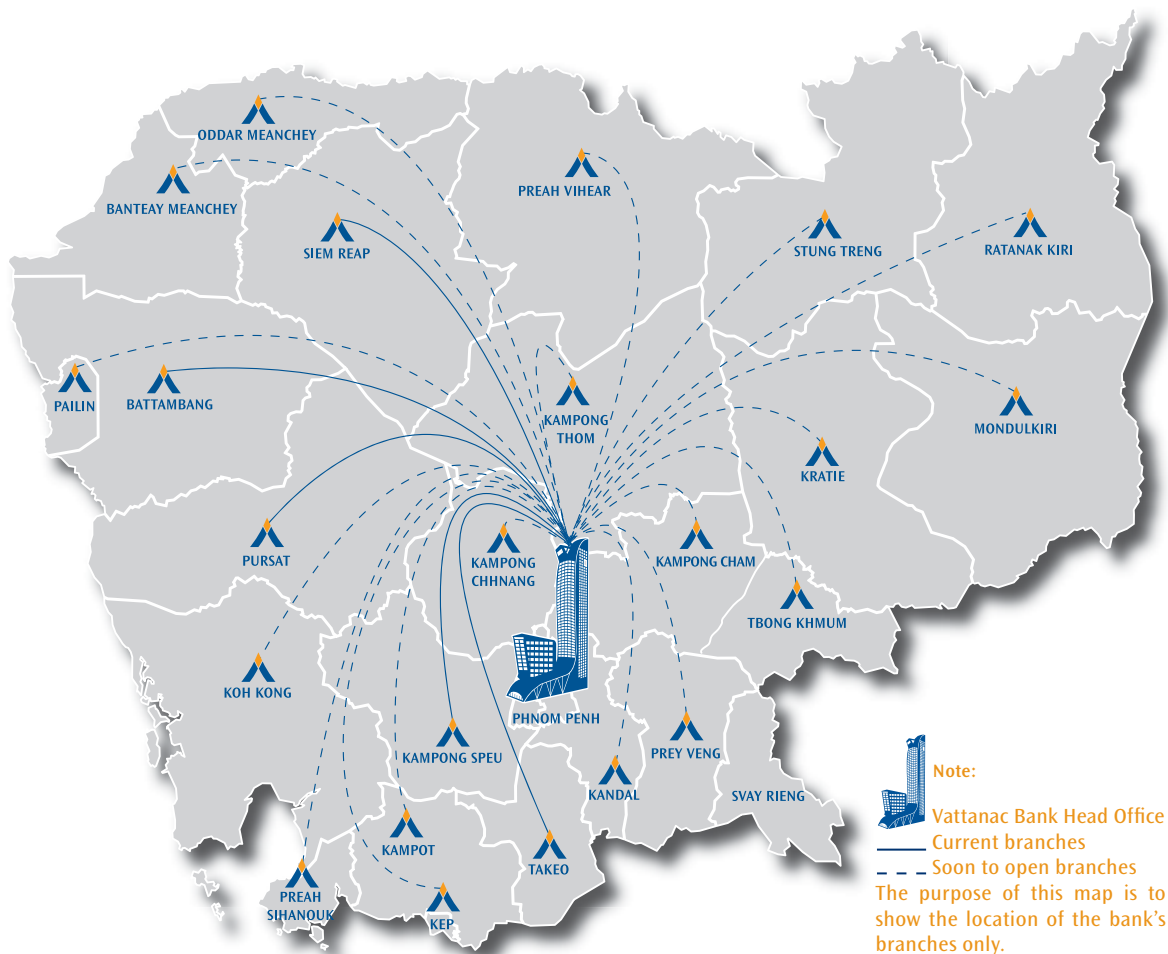 ODDAR MEANCHEY
BANTEAY MEANCHEY
PREAH VIHEAR
SIEM REAP
STUNG TRENG
RATANAK KIRI
PAILIN
BATTAMBANG
KAMPONG
THOM
MONDULKIRI
KRATIE
PURSAT
KAMPONG
CHHNANG
KAMPONG CHAM
TBONG KHMUM
KOH KONG
PHNOM PENH
KAMPONG SPEU
PREY VENG
KANDAL
SVAY RIENG
KAMPOT
TAKEO
PREAH
SIHANOUK
KEP
Note:
Vattanac Bank Head Office
Current branches
Soon to open branches
The purpose of this map is to
show the location of the bank's
branches only.